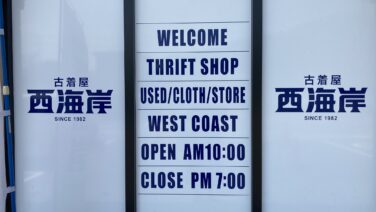 古着屋
西海岸
SINCE 1982
WELCOME
THRIFT SHOP
USED/CLOTH/STORE
WEST COAST
OPEN AM10:00
CLOSE PM 7:00
古着屋
西海岸
SINCE 1982